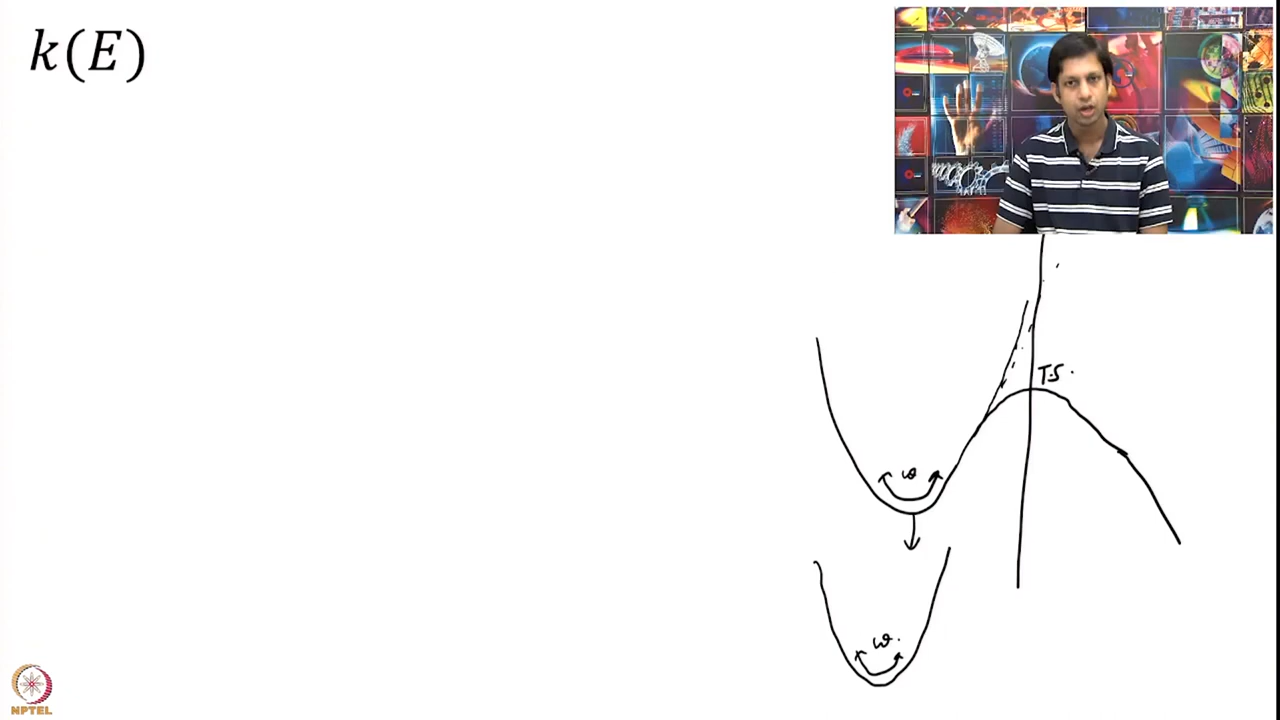 k(E)
T.S.
ω
ω.
NPTEL